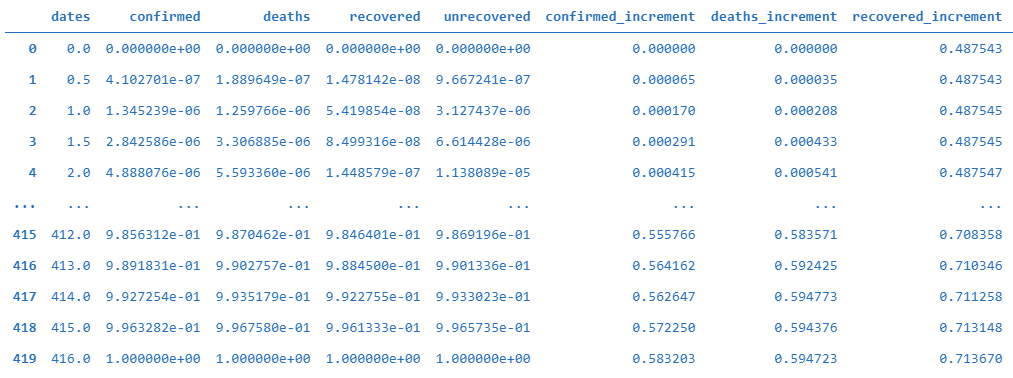 dates confirmed deaths recovered unrecovered confirmed_increment deaths_increment recovered_increment
0 0.0 0.000000e+00 0.000000e+00 0.000000e+00 0.000000e+00 0.000000 0.000000 0.487543
1 0.5 4.102701e-07 1.889649e-07 1.478142e-08 9.667241e-07 0.000065 0.000035 0.487543
2 1.0 1.345239e-06 1.259766e-06 5.419854e-08 3.127437e-06 0.000170 0.000208 0.487545
3 1.5 2.842586e-06 3.306885e-06 8.499316e-08 6.614428e-06 0.000291 0.000433 0.487545
4 2.0 4.888076e-06 5.593360e-06 1.448579e-07 1.138089e-05 0.000415 0.000541 0.487547
... ... ... ... ... ... ... ... ...
415 412.0 9.856312e-01 9.870462e-01 9.846401e-01 9.869196e-01 0.555766 0.583571 0.708358
416 413.0 9.891831e-01 9.902757e-01 9.884500e-01 9.901336e-01 0.564162 0.592425 0.710346
417 414.0 9.927254e-01 9.935179e-01 9.922755e-01 9.933023e-01 0.562647 0.594773 0.711258
418 415.0 9.963282e-01 9.967580e-01 9.961333e-01 9.965735e-01 0.572250 0.594376 0.713148
419 416.0 1.000000e+00 1.000000e+00 1.000000e+00 1.000000e+00 0.583203 0.594723 0.713670